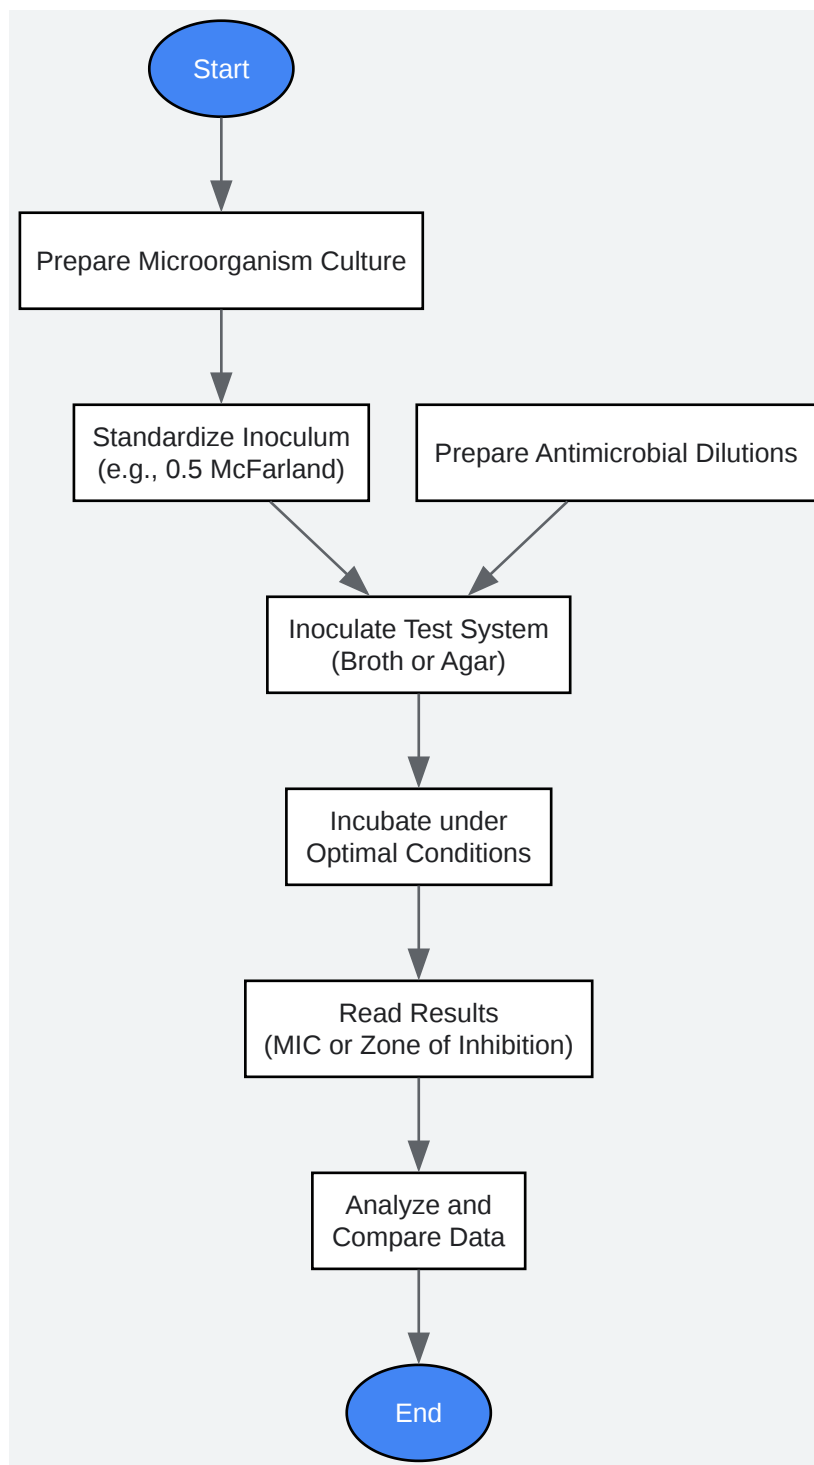 Start
Prepare Microorganism Culture
Standardize Inoculum
(e.g., 0.5 McFarland)
Prepare Antimicrobial Dilutions
Inoculate Test System
(Broth or Agar)
Incubate under
Optimal Conditions
Read Results
(MIC or Zone of Inhibition)
Analyze and
Compare Data
End